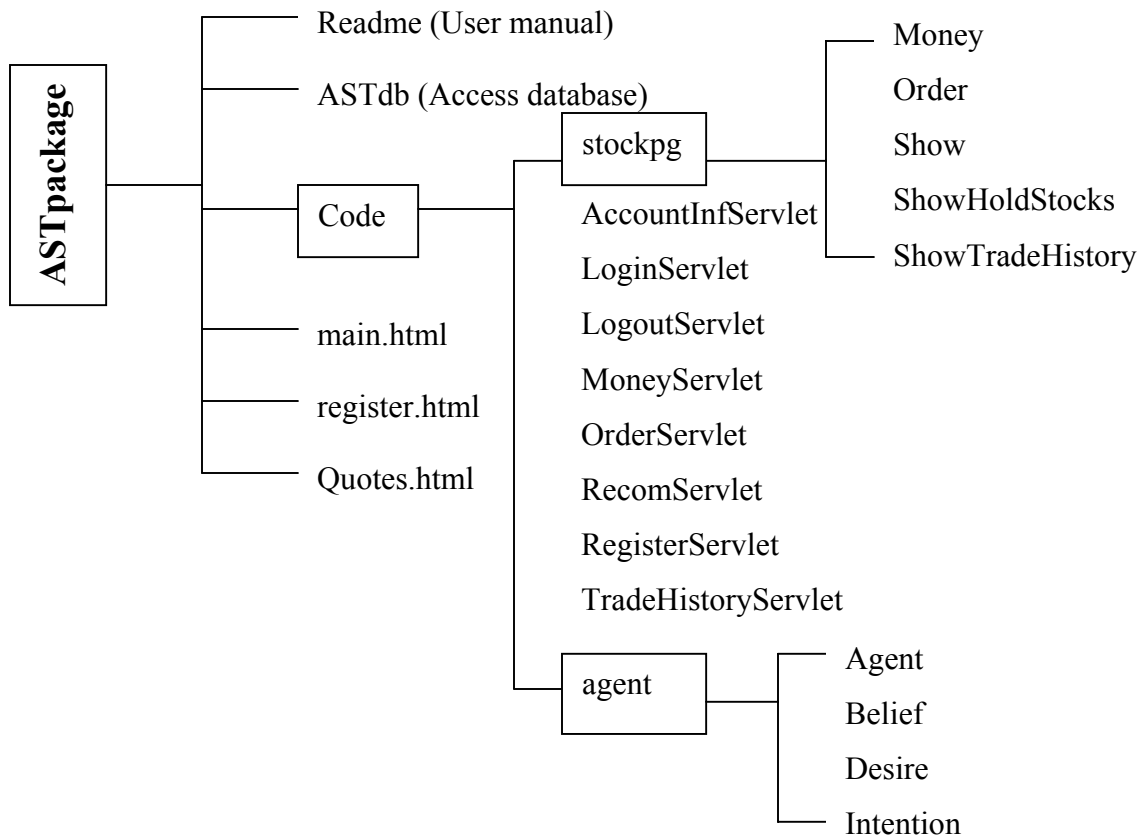 ASTpackage
Readme (User manual)
ASTdb (Access database)
Code
main.html
register.html
Quotes.html
stockpg
AccountInfServlet
LoginServlet
LogoutServlet
MoneyServlet
OrderServlet
RecomServlet
RegisterServlet
TradeHistoryServlet
agent
Money
Order
Show
ShowHoldStocks
ShowTradeHistory
Agent
Belief
Desire
Intention